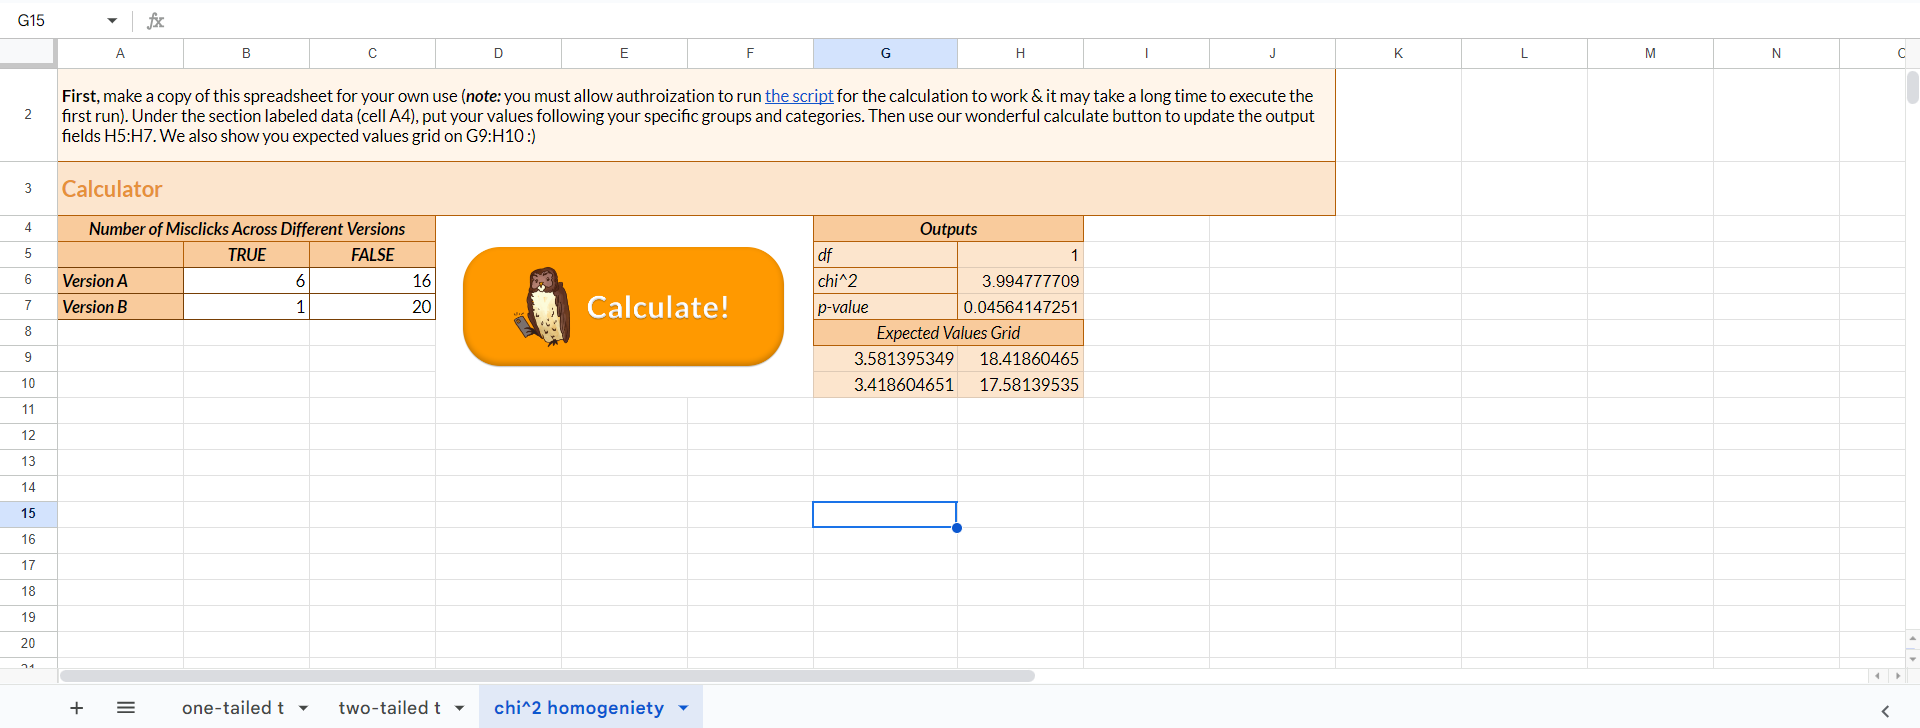 G15
fx
A B C D E F G H I J K L M N
2 First, make a copy of this spreadsheet for your own use (note: you must allow authroization to run the script for the calculation to work & it may take a long time to execute the
first run). Under the section labeled data (cell A4), put your values following your specific groups and categories. Then use our wonderful calculate button to update the output
fields H5:H7. We also show you expected values grid on G9:H10 :)
3 Calculator
4 Number of Misclicks Across Different Versions Outputs
5 TRUE FALSE df 1
6 Version A 6 16 chi^2 3.994777709
7 Version B 1 20 p-value 0.04564147251
Calculate!
8 Expected Values Grid
9 3.581395349 18.41860465
10 3.418604651 17.58139535
11
12
13
14
15
16
17
18
19
20
+ one-tailed t two-tailed t chi^2 homogeniety